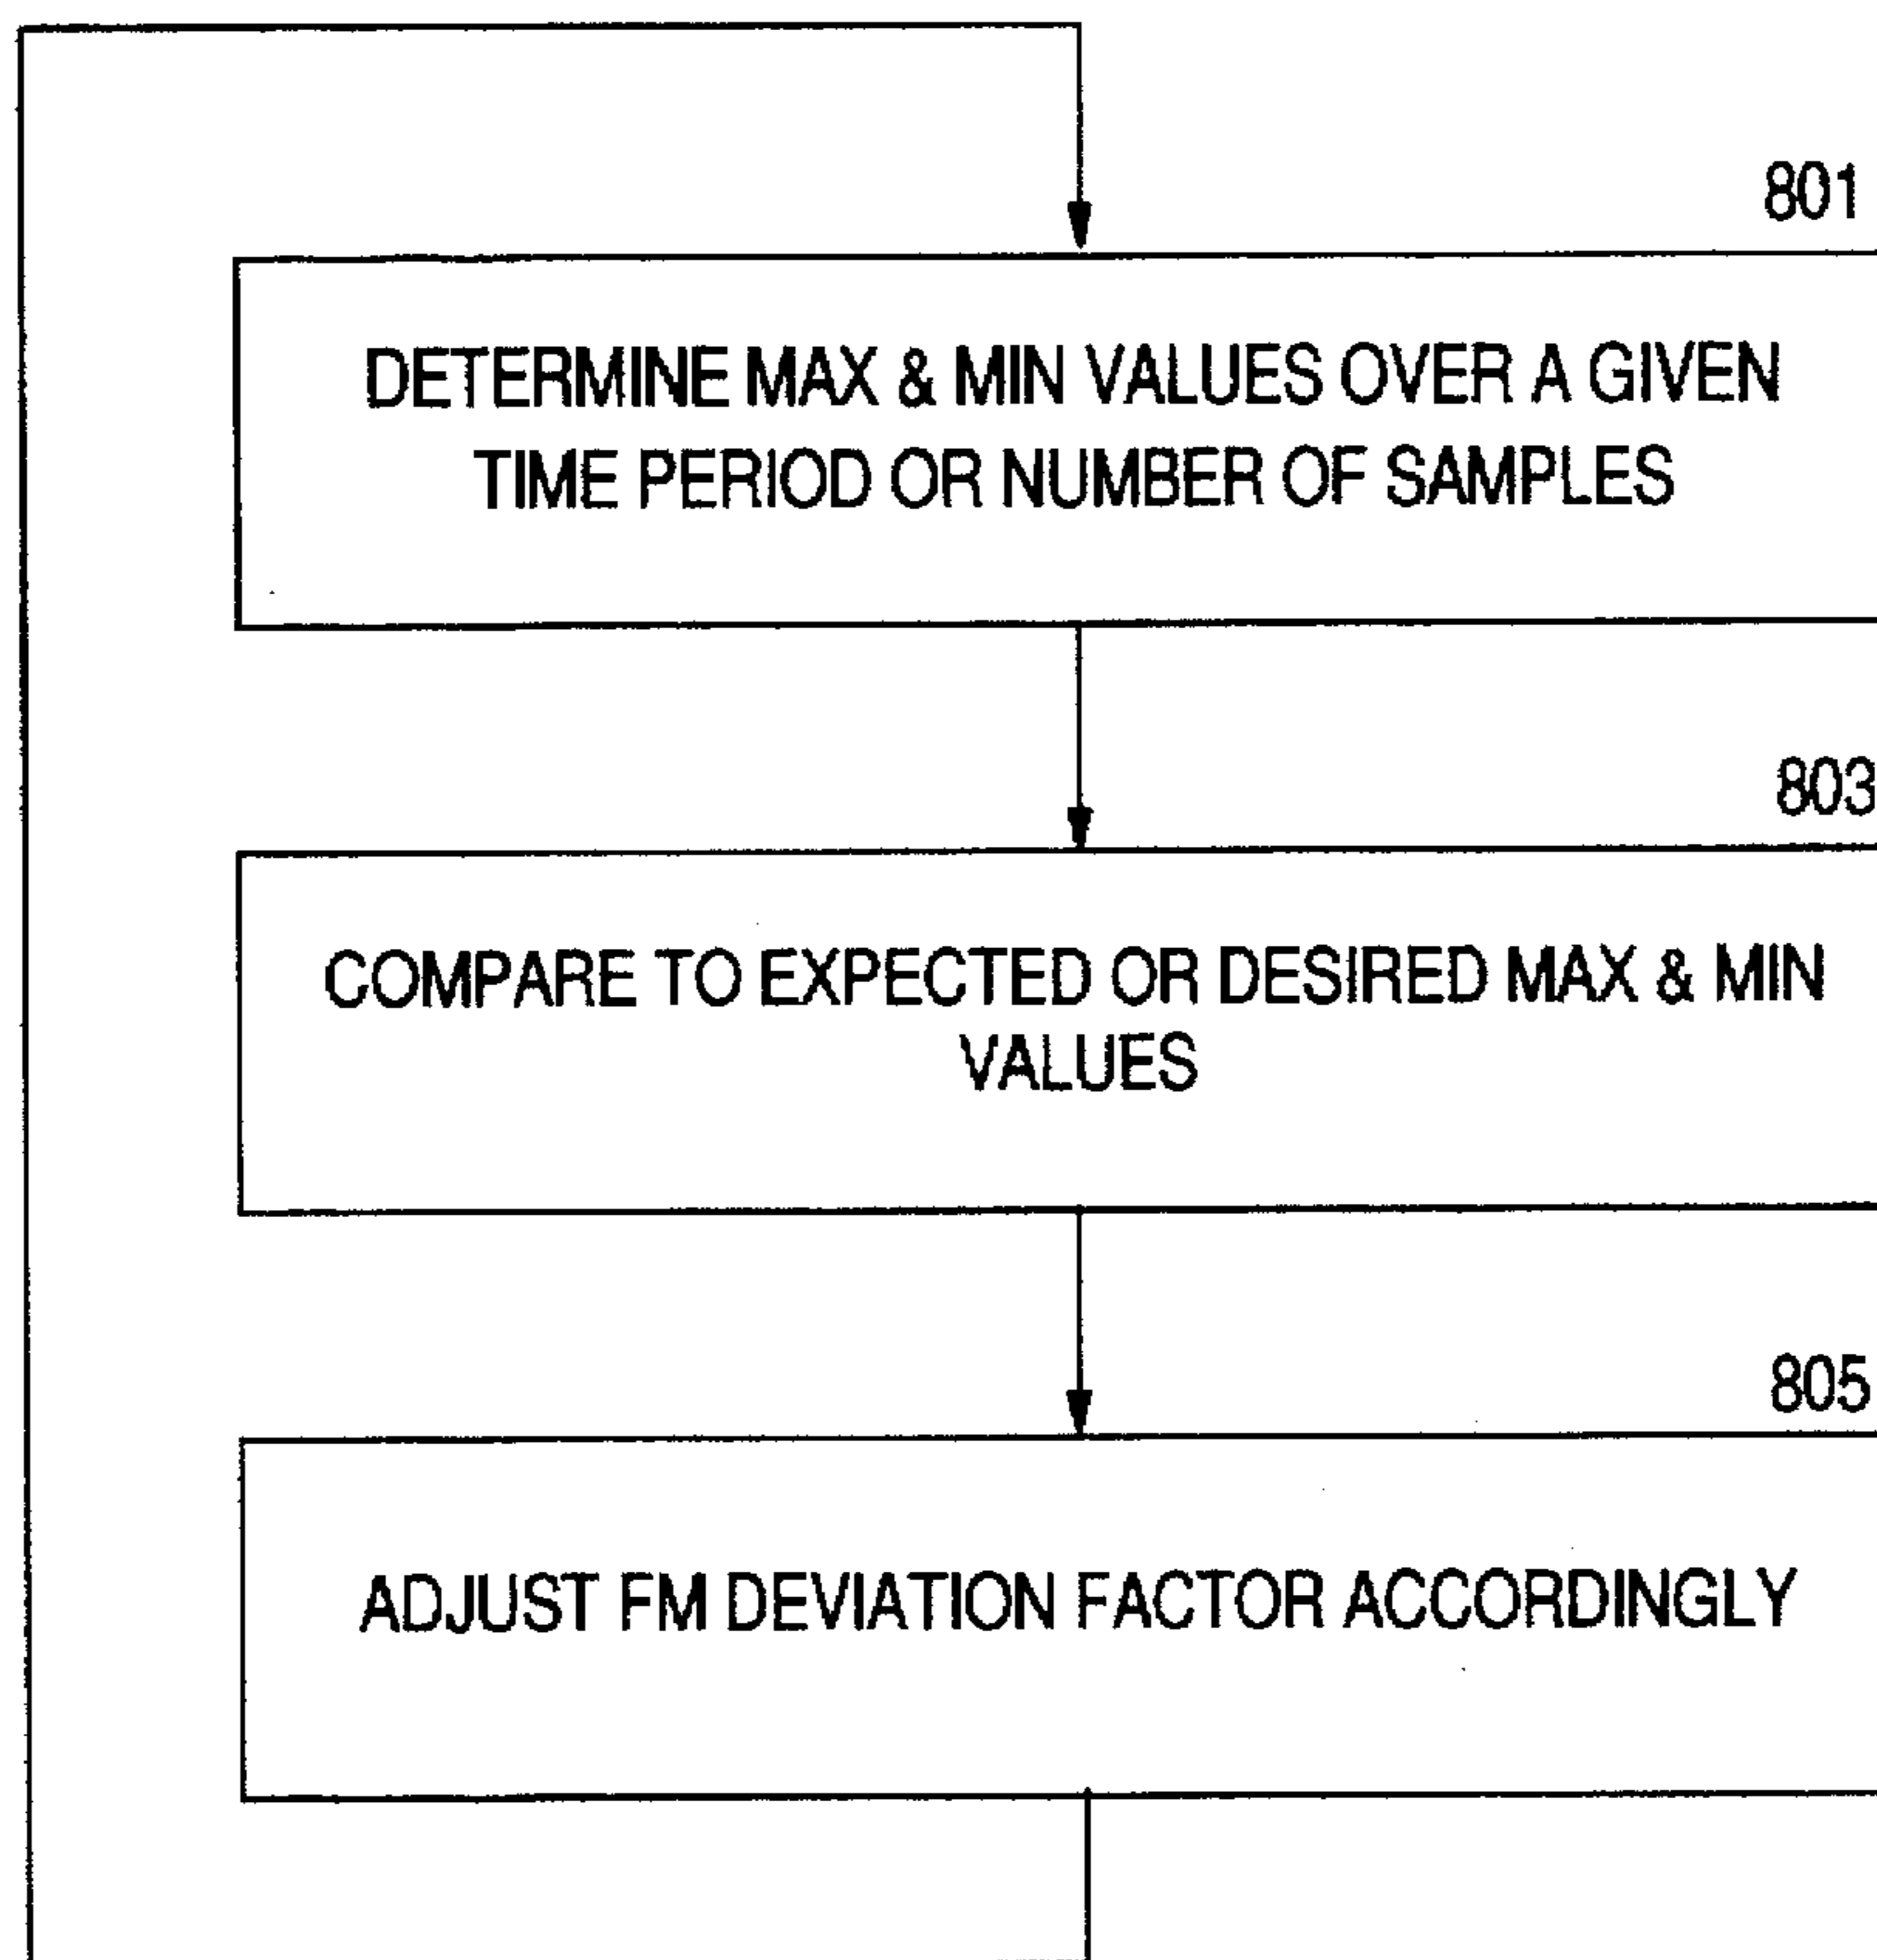 801
DETERMINE MAX & MIN VALUES OVER A GIVEN
TIME PERIOD OR NUMBER OF SAMPLES
803
COMPARE TO EXPECTED OR DESIRED MAX & MIN
VALUES
805
ADJUST FM DEVIATION FACTOR ACCORDINGLY